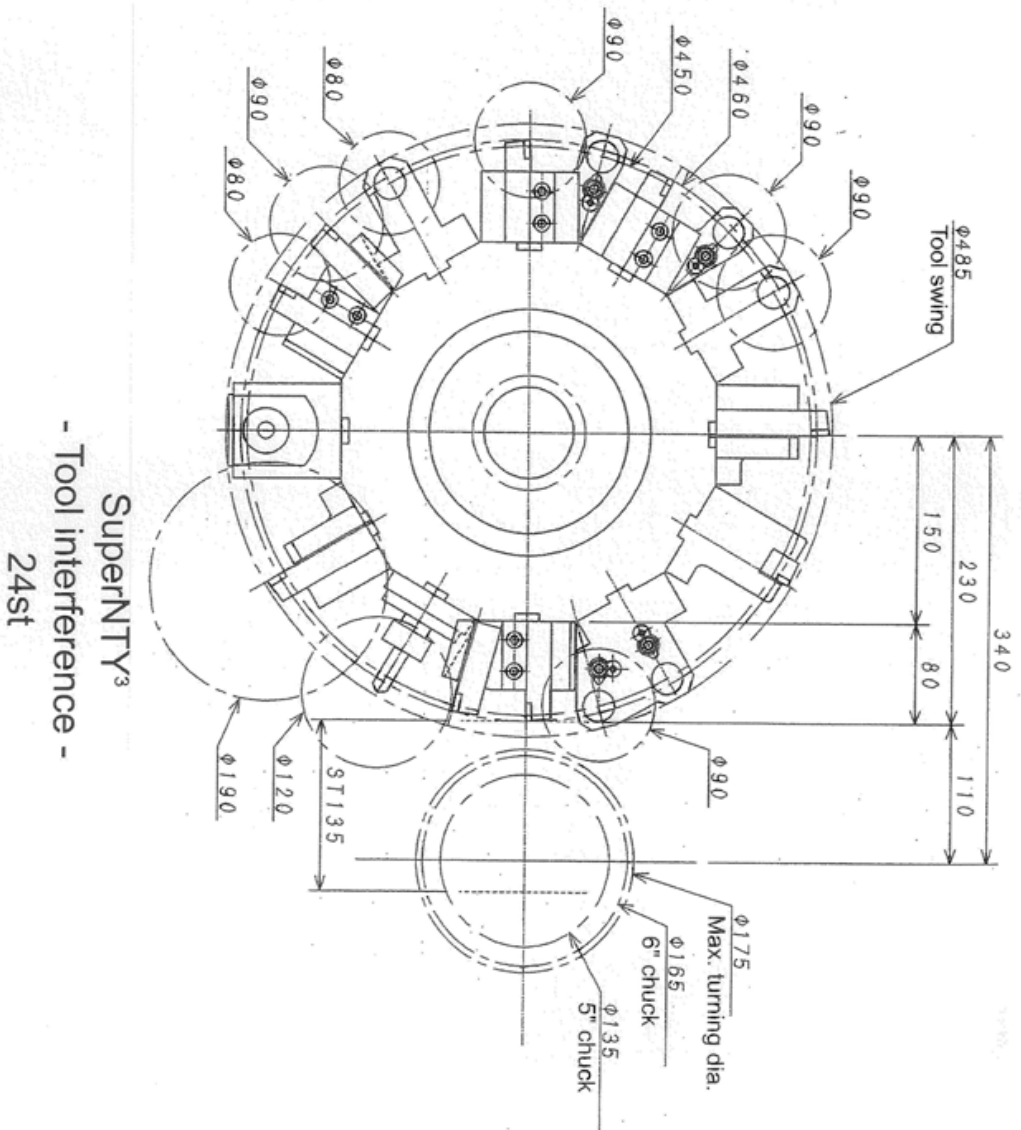 φ90
φ450
φ460
φ90
φ90
φ485
Tool swing
φ80
φ90
φ80
150
230
340
80
110
φ90
ST135
φ120
φ190
φ175
Max. turning dia.
φ165
6" chuck
φ135
5" chuck
SuperNTY³
- Tool interference -
24st